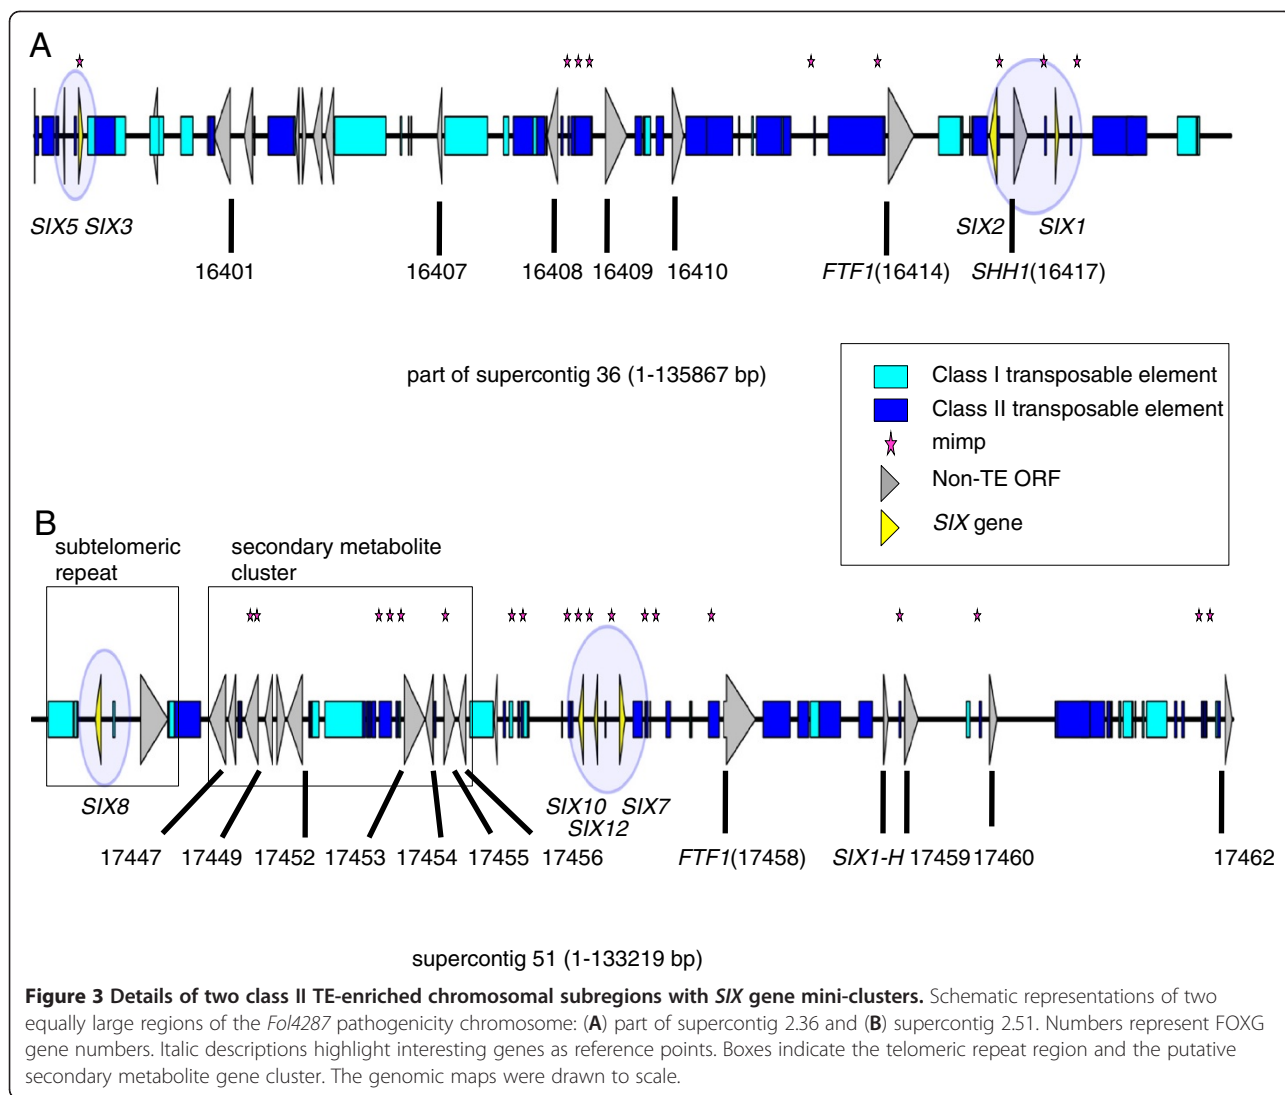 A
SIX5 SIX3
SIX2
SIX1
16401
16407
16408
16409
16410
FTF1(16414)
SHH1(16417)
part of supercontig 36 (1-135867 bp)
Class I transposable element
Class II transposable element
mimp
Non-TE ORF
SIX gene
B
subtelomeric
repeat
secondary metabolite
cluster
SIX8
SIX10
SIX7
SIX12
17447
17449
17452
17453
17454
17455
17456
FTF1(17458)
SIX1-H
17459
17460
17462
supercontig 51 (1-133219 bp)
Figure 3 Details of two class II TE-enriched chromosomal subregions with SIX gene mini-clusters. Schematic representations of two
equally large regions of the Fol4287 pathogenicity chromosome: (A) part of supercontig 2.36 and (B) supercontig 2.51. Numbers represent FOXG
gene numbers. Italic descriptions highlight interesting genes as reference points. Boxes indicate the telomeric repeat region and the putative
secondary metabolite gene cluster. The genomic maps were drawn to scale.